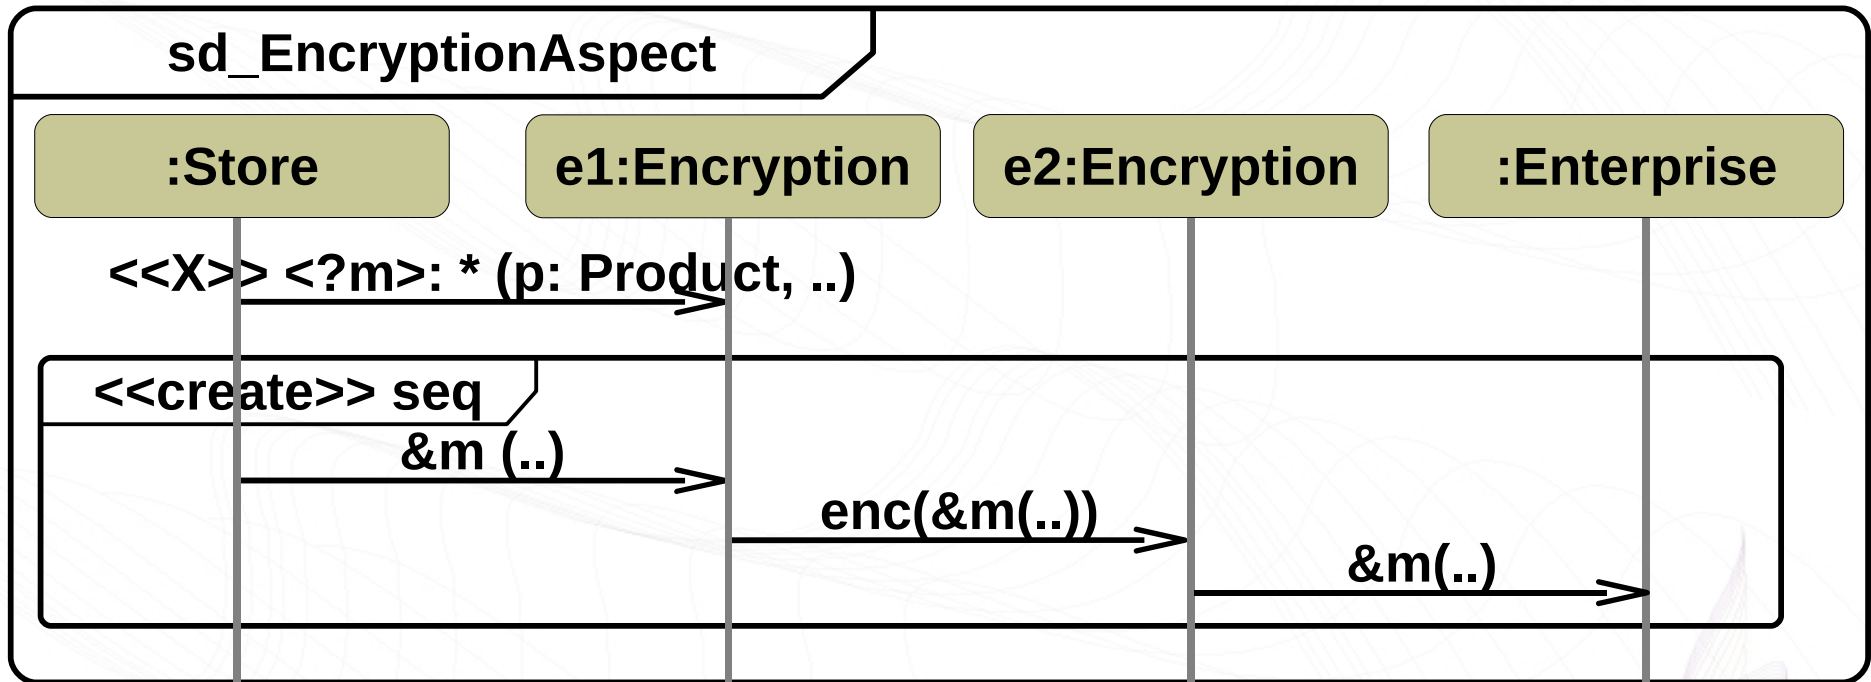 sd_EncryptionAspect
:Store
e1:Encryption
e2:Encryption
:Enterprise
<<X>> <?m>: * (p: Product, ..)
<<create>> seq
&m (..)
enc(&m(..))
&m(..)